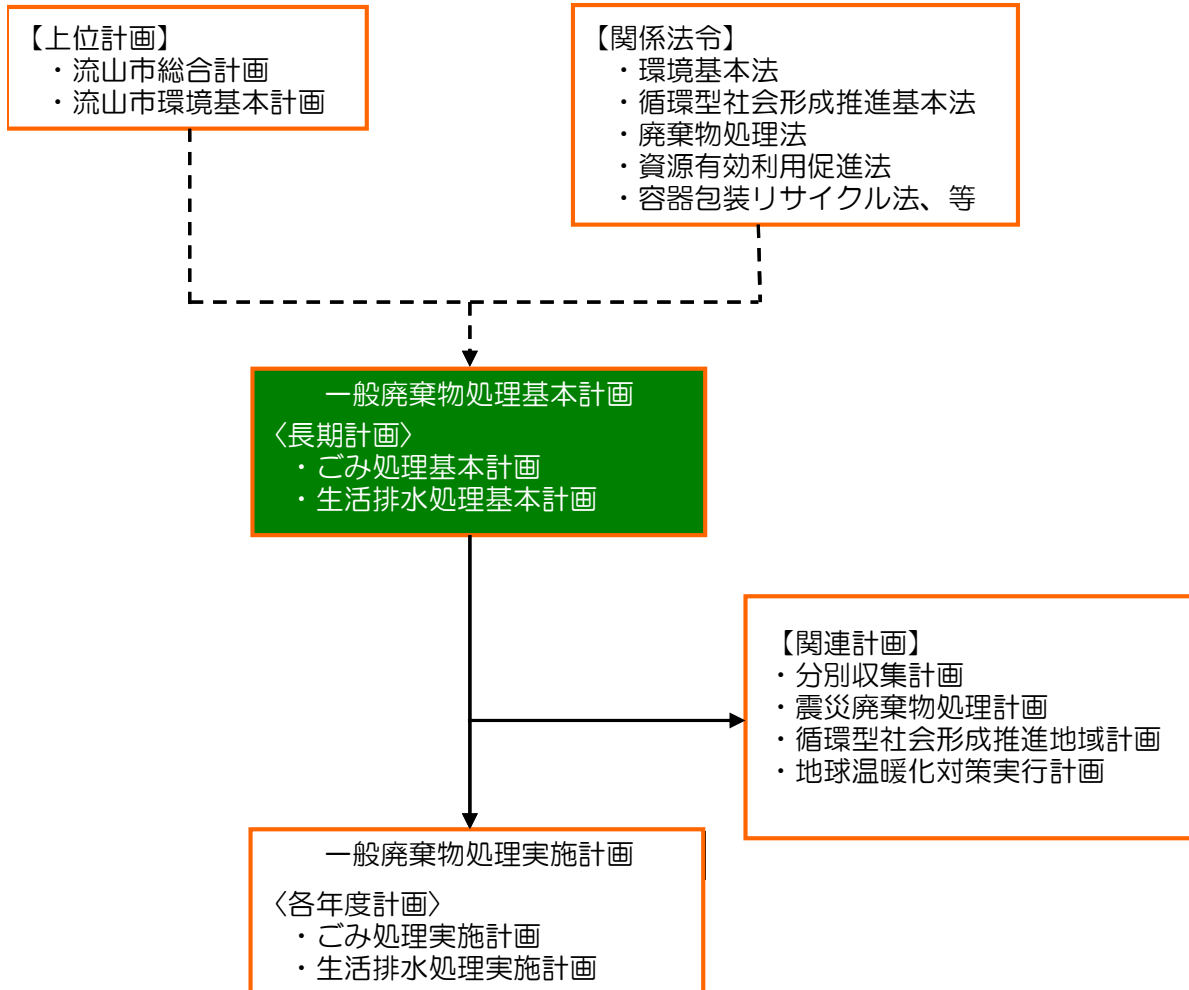 【上位計画】
・流山市総合計画
・流山市環境基本計画
【関係法令】
・環境基本法
・循環型社会形成推進基本法
・廃棄物処理法
・資源有効利用促進法
・容器包装リサイクル法、等
一般廃棄物処理基本計画
〈長期計画〉
・ごみ処理基本計画
・生活排水処理基本計画
【関連計画】
・分別収集計画
・震災廃棄物処理計画
・循環型社会形成推進地域計画
・地球温暖化対策実行計画
一般廃棄物処理実施計画
〈各年度計画〉
・ごみ処理実施計画
・生活排水処理実施計画